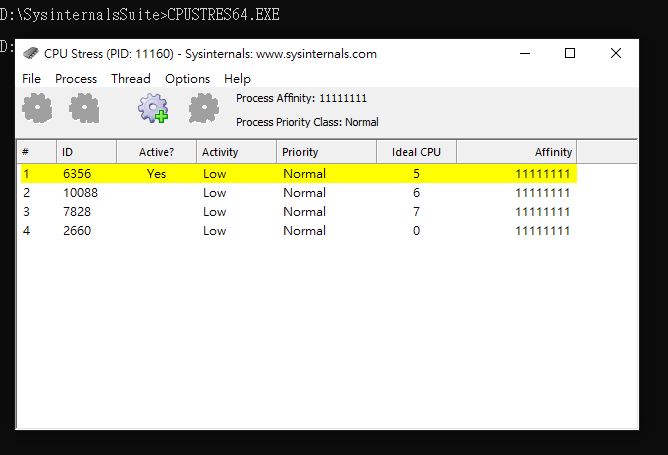 D:\SysinternalsSuite>CPUSTRES64.EXE
D:
CPU Stress (PID: 11160) - Sysinternals: www.sysinternals.com
File Process Thread Options Help
Process Affinity: 11111111
Process Priority Class: Normal
# ID Active? Activity Priority Ideal CPU Affinity
1 6356 Yes Low Normal 5 11111111
2 10088 Low Normal 6 11111111
3 7828 Low Normal 7 11111111
4 2660 Low Normal 0 11111111